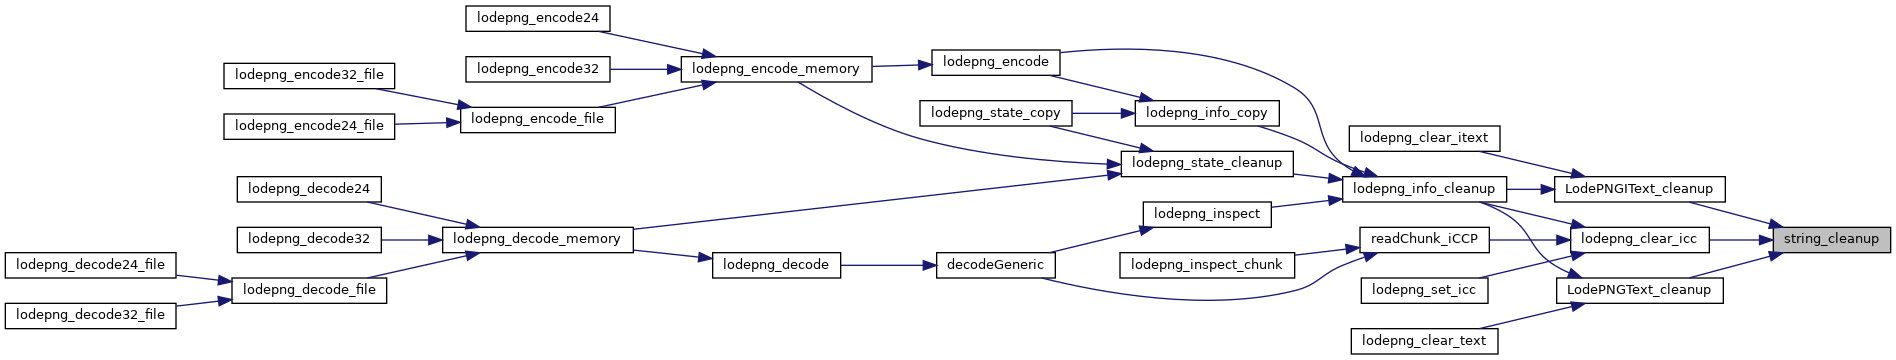 lodepng_encode24
lodepng_encode32_file
lodepng_encode32
lodepng_encode_memory
lodepng_encode
lodepng_encode24_file
lodepng_encode_file
lodepng_state_copy
lodepng_info_copy
lodepng_clear_itext
lodepng_state_cleanup
lodepng_decode24
lodepng_info_cleanup
LodePNGIText_cleanup
lodepng_inspect
lodepng_decode32
lodepng_decode_memory
readChunk_iCCP
lodepng_clear_icc
string_cleanup
lodepng_decode24_file
lodepng_decode
decodeGeneric
lodepng_inspect_chunk
lodepng_decode_file
lodepng_set_icc
LodePNGText_cleanup
lodepng_decode32_file
lodepng_clear_text